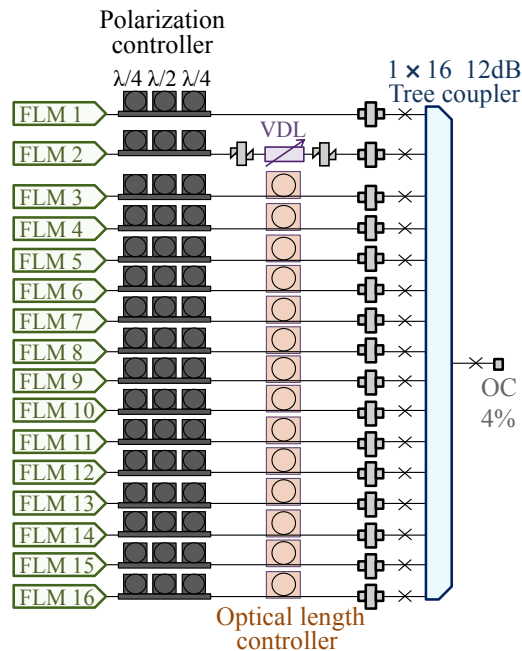 Polarization
controller
λ/4 λ/2 λ/4
1 × 16 12dB
Tree coupler
FLM 1
VDL
FLM 2
FLM 3
FLM 4
FLM 5
FLM 6
FLM 7
FLM 8
FLM 9
FLM 10
FLM 11
FLM 12
FLM 13
FLM 14
FLM 15
FLM 16
OC
4%
Optical length
controller